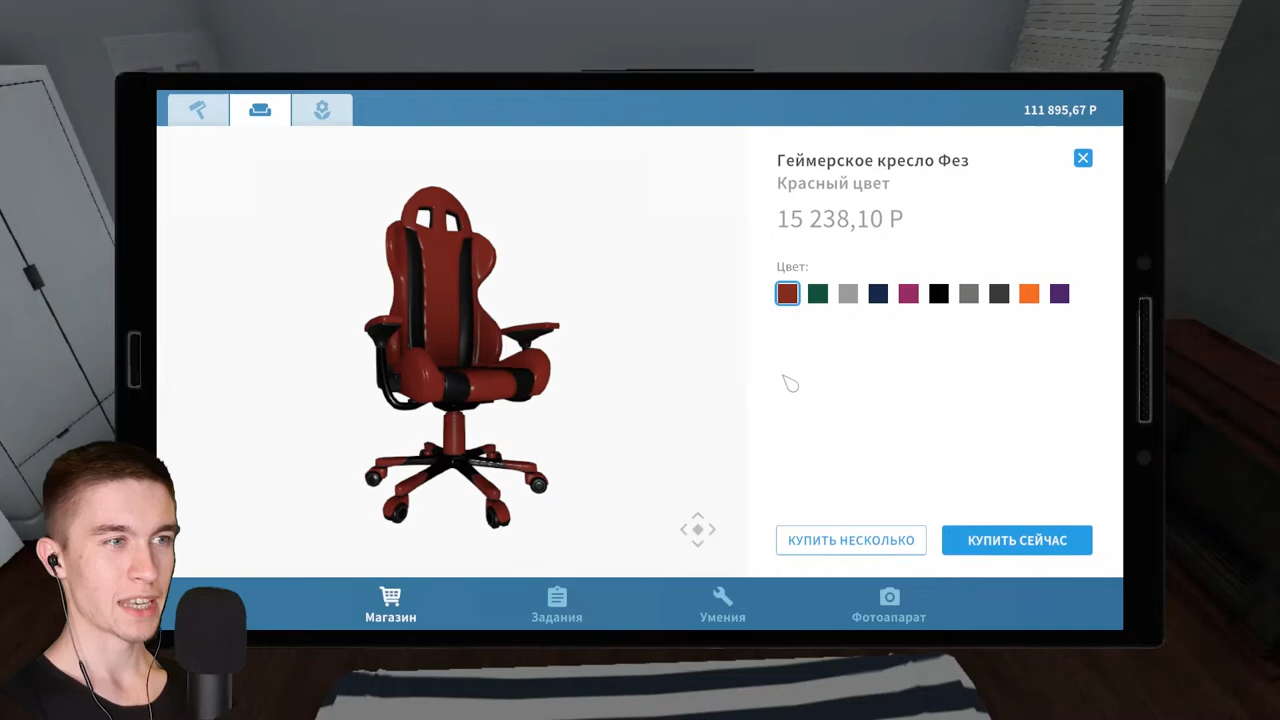 111 895,67 Р
Геймерское кресло Фез
Красный цвет
15 238,10 Р
Цвет:
КУПИТЬ НЕСКОЛЬКО
КУПИТЬ СЕЙЧАС
Магазин
Задания
Умения
Фотоапарат